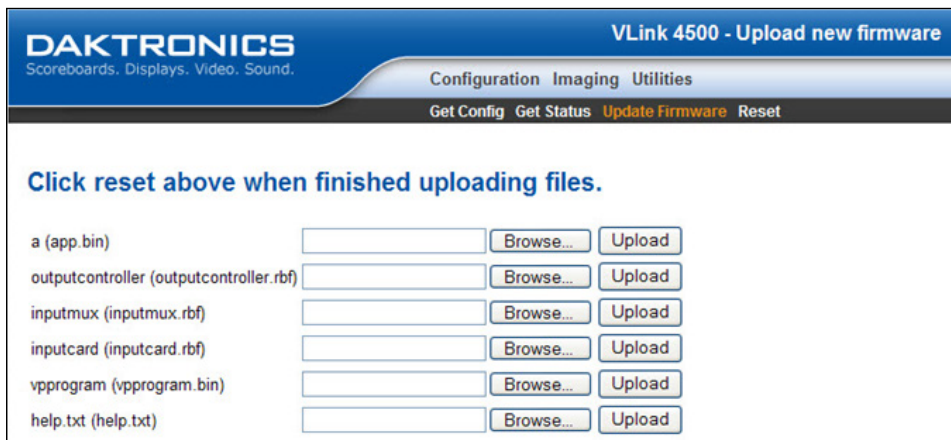 DAKTRONICS
Scoreboards. Displays. Video. Sound.
VLink 4500 - Upload new firmware
Configuration Imaging Utilities
Get Config Get Status Update Firmware Reset
Click reset above when finished uploading files.
a (app.bin) Browse... Upload
outputcontroller (outputcontroller.rbf) Browse... Upload
inputmux (inputmux.rbf) Browse... Upload
inputcard (inputcard.rbf) Browse... Upload
vpprogram (vpprogram.bin) Browse... Upload
help.txt (help.txt) Browse... Upload